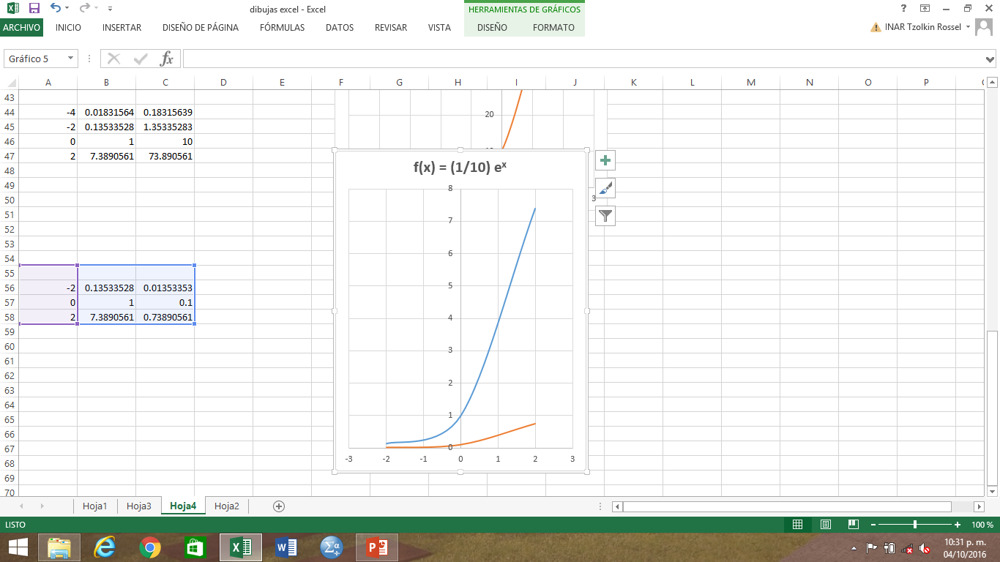 dibujas excel - Excel
HERRAMIENTAS DE GRÁFICOS
?
ARCHIVO INICIO INSERTAR DISEÑO DE PÁGINA FÓRMULAS DATOS REVISAR VISTA DISEÑO FORMATO INAR Tzolkin Rossel
Gráfico 5 fx
A B C D E F G H I J K L M N O P
43
44 -4 0.01831564 0.18315639
45 -2 0.13533528 1.35335283
46 0 1 10
47 2 7.3890561 73.890561
48
49
50
51
52
53
54
55
56 -2 0.13533528 0.01353353
57 0 1 0.1
58 2 7.3890561 0.73890561
59
60
61
62
63
64
65
66
67
68
69
70
20
3
f(x) = (1/10) eˣ
8
7
6
5
4
3
2
1
0
-3 -2 -1 0 1 2 3
Hoja1 Hoja3 Hoja4 Hoja2
LISTO 100 %
10:31 p. m.
04/10/2016